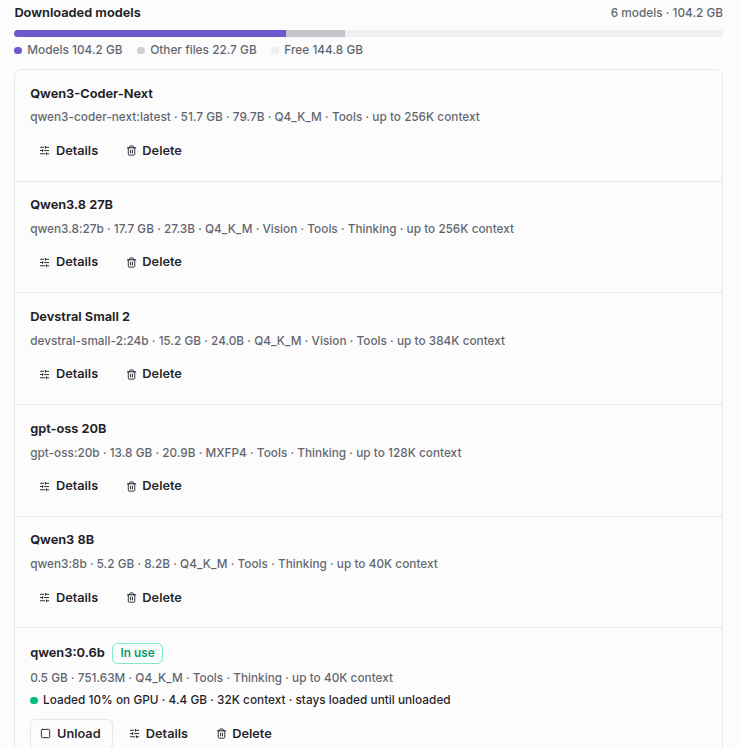 Downloaded models
6 models · 104.2 GB
Models 104.2 GB Other files 22.7 GB Free 144.8 GB
Qwen3-Coder-Next
qwen3-coder-next:latest · 51.7 GB · 79.7B · Q4_K_M · Tools · up to 256K context
Details Delete
Qwen3.8 27B
qwen3.8:27b · 17.7 GB · 27.3B · Q4_K_M · Vision · Tools · Thinking · up to 256K context
Details Delete
Devstral Small 2
devstral-small-2:24b · 15.2 GB · 24.0B · Q4_K_M · Vision · Tools · up to 384K context
Details Delete
gpt-oss 20B
gpt-oss:20b · 13.8 GB · 20.9B · MXFP4 · Tools · Thinking · up to 128K context
Details Delete
Qwen3 8B
qwen3:8b · 5.2 GB · 8.2B · Q4_K_M · Tools · Thinking · up to 40K context
Details Delete
qwen3:0.6b In use
0.5 GB · 751.63M · Q4_K_M · Tools · Thinking · up to 40K context
Loaded 10% on GPU · 4.4 GB · 32K context · stays loaded until unloaded
Unload Details Delete